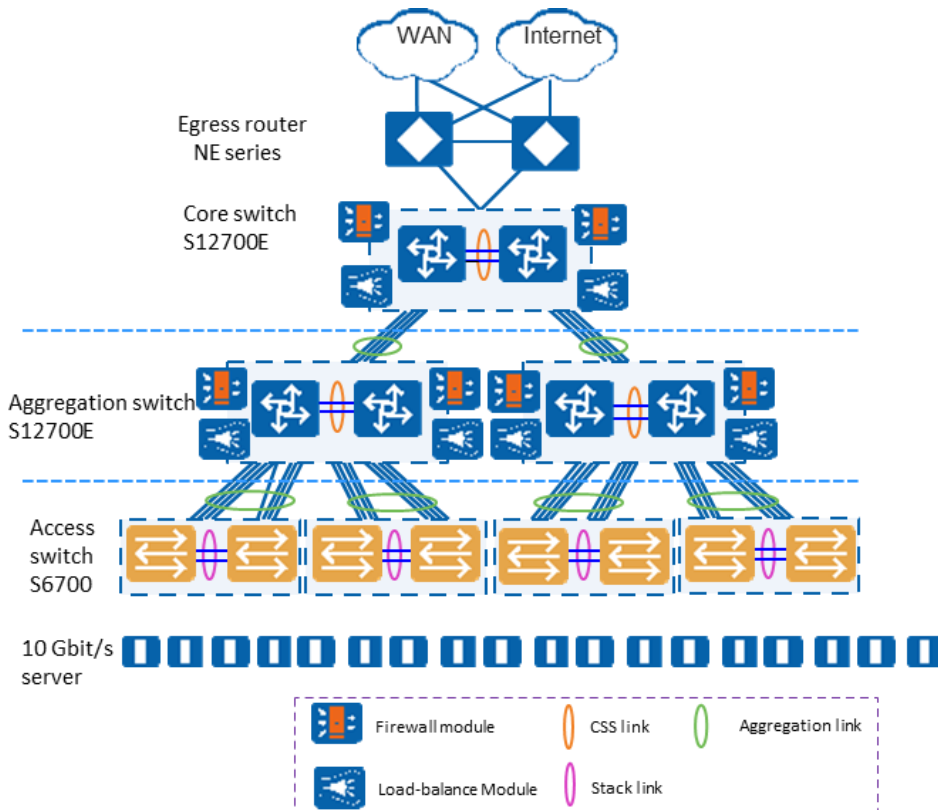 WAN
Internet
Egress router
NE series
Core switch
S12700E
Aggregation switch
S12700E
Access
switch
S6700
10 Gbit/s
server
Firewall module
CSS link
Aggregation link
Load-balance Module
Stack link